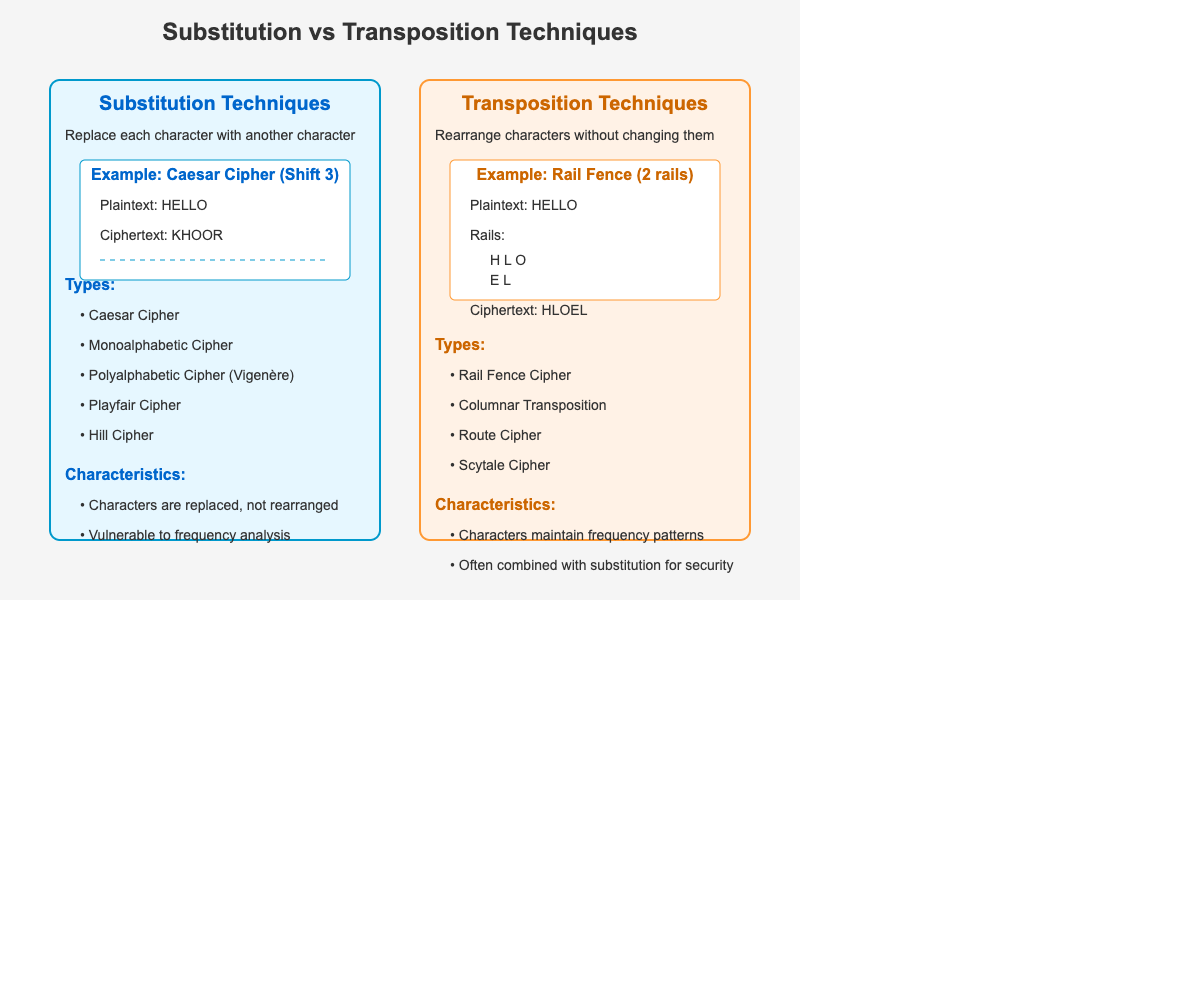 Substitution vs Transposition Techniques
Substitution Techniques
Replace each character with another character
Example: Caesar Cipher (Shift 3)
Plaintext: HELLO
Ciphertext: KHOOR
Types:
• Caesar Cipher
• Monoalphabetic Cipher
• Polyalphabetic Cipher (Vigenère)
• Playfair Cipher
• Hill Cipher
Characteristics:
• Characters are replaced, not rearranged
• Vulnerable to frequency analysis
Transposition Techniques
Rearrange characters without changing them
Example: Rail Fence (2 rails)
Plaintext: HELLO
Rails:
H L O
E L
Ciphertext: HLOEL
Types:
• Rail Fence Cipher
• Columnar Transposition
• Route Cipher
• Scytale Cipher
Characteristics:
• Characters maintain frequency patterns
• Often combined with substitution for security